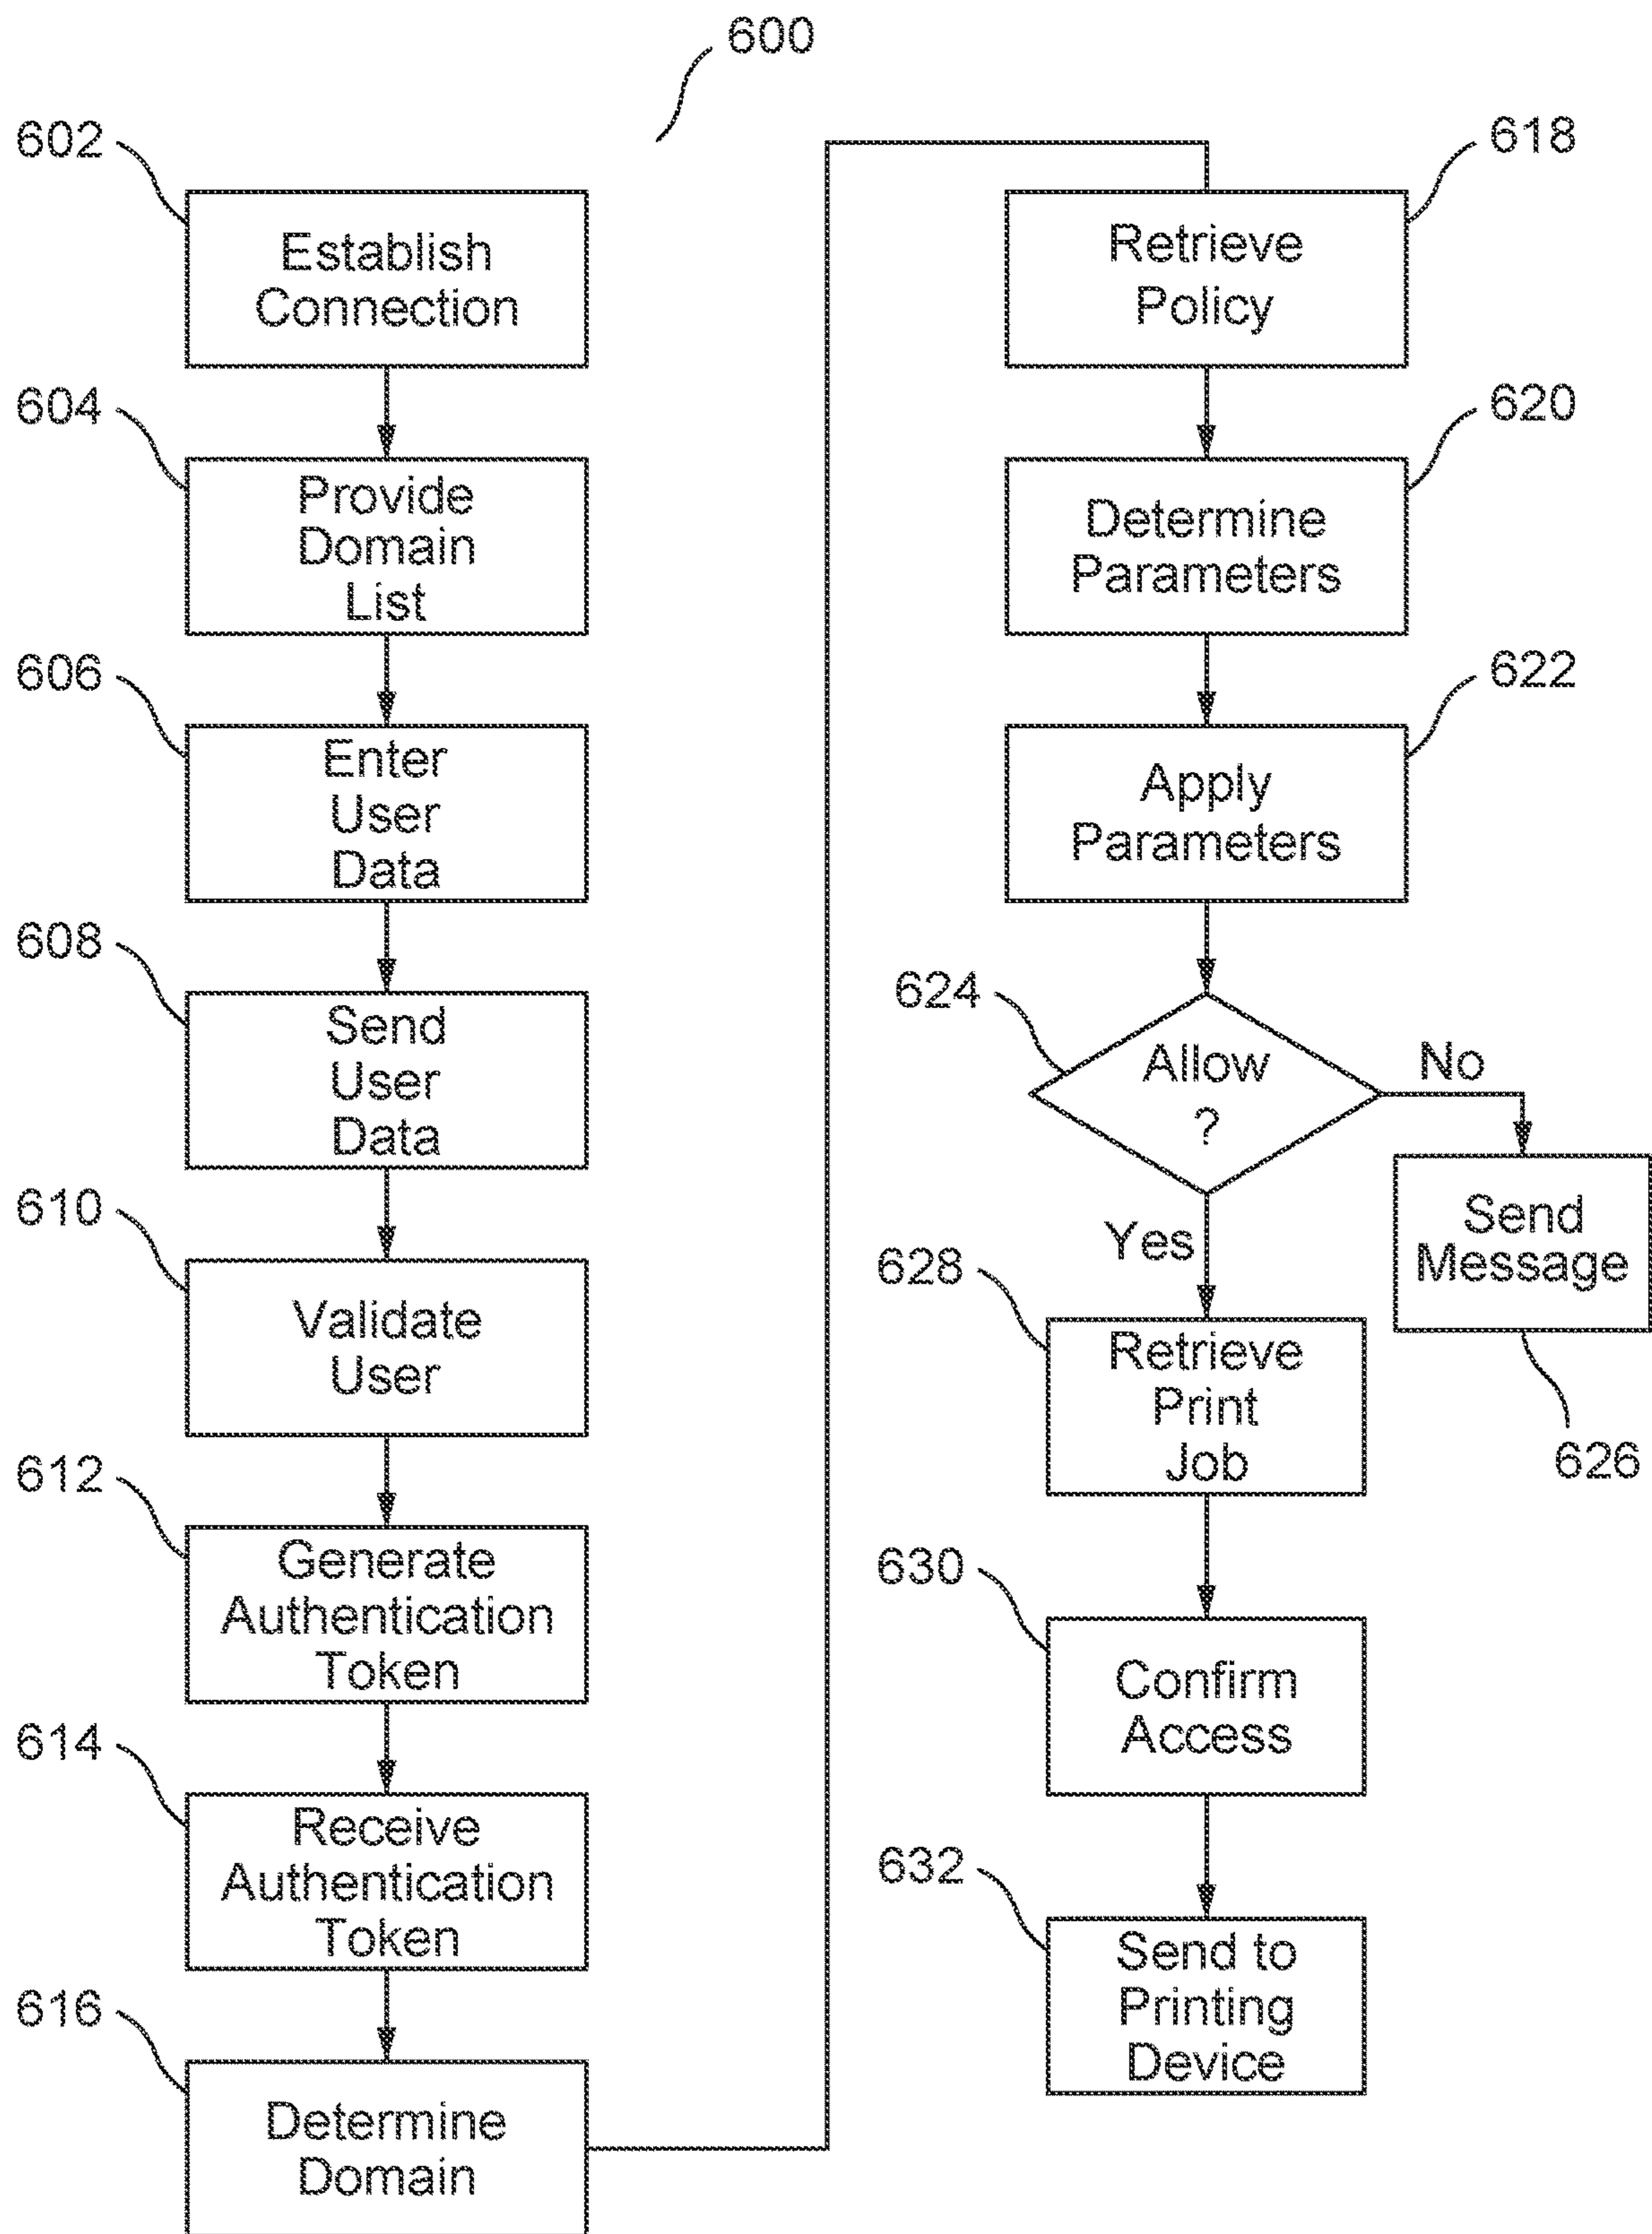 600
602
Establish
Connection
604
Provide
Domain
List
606
Enter
User
Data
608
Send
User
Data
610
Validate
User
612
Generate
Authentication
Token
614
Receive
Authentication
Token
616
Determine
Domain
618
Retrieve
Policy
620
Determine
Parameters
622
Apply
Parameters
624
Allow
?
No
Send
Message
626
Yes
628
Retrieve
Print
Job
630
Confirm
Access
632
Send to
Printing
Device